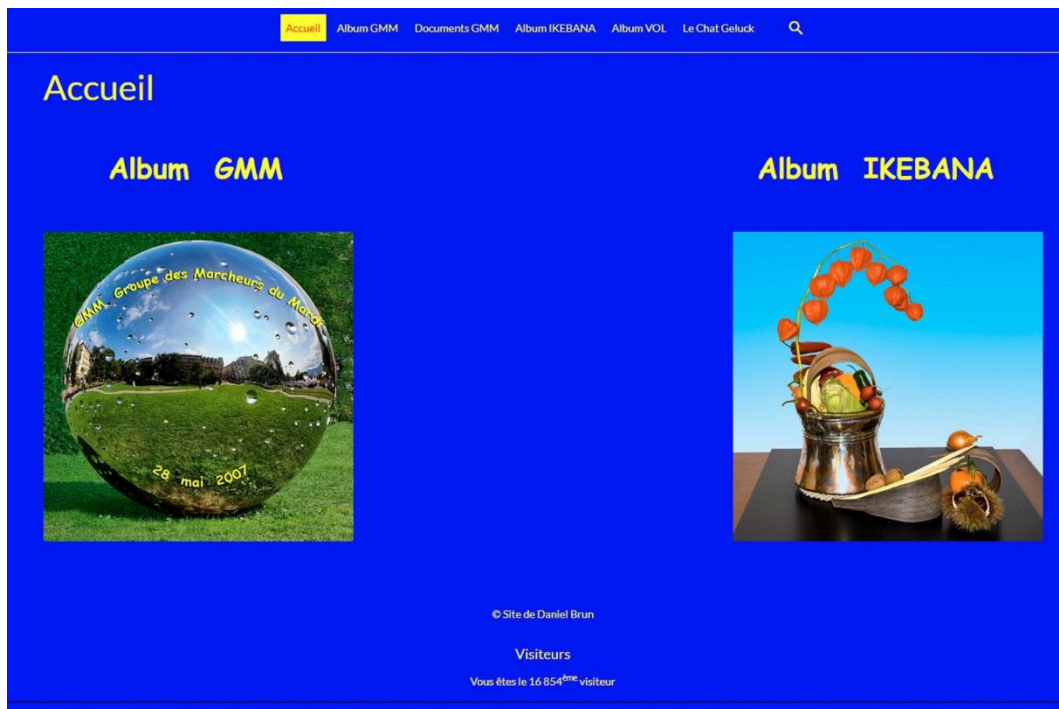 Accueil Album GMM Documents GMM Album IKEBANA Album VOL Le Chat Geluck
Accueil
Album GMM
Album IKEBANA
GMM Groupe des Marcheurs du Mardi
28 mai 2007
© Site de Daniel Brun
Visiteurs
Vous êtes le 16 854ème visiteur